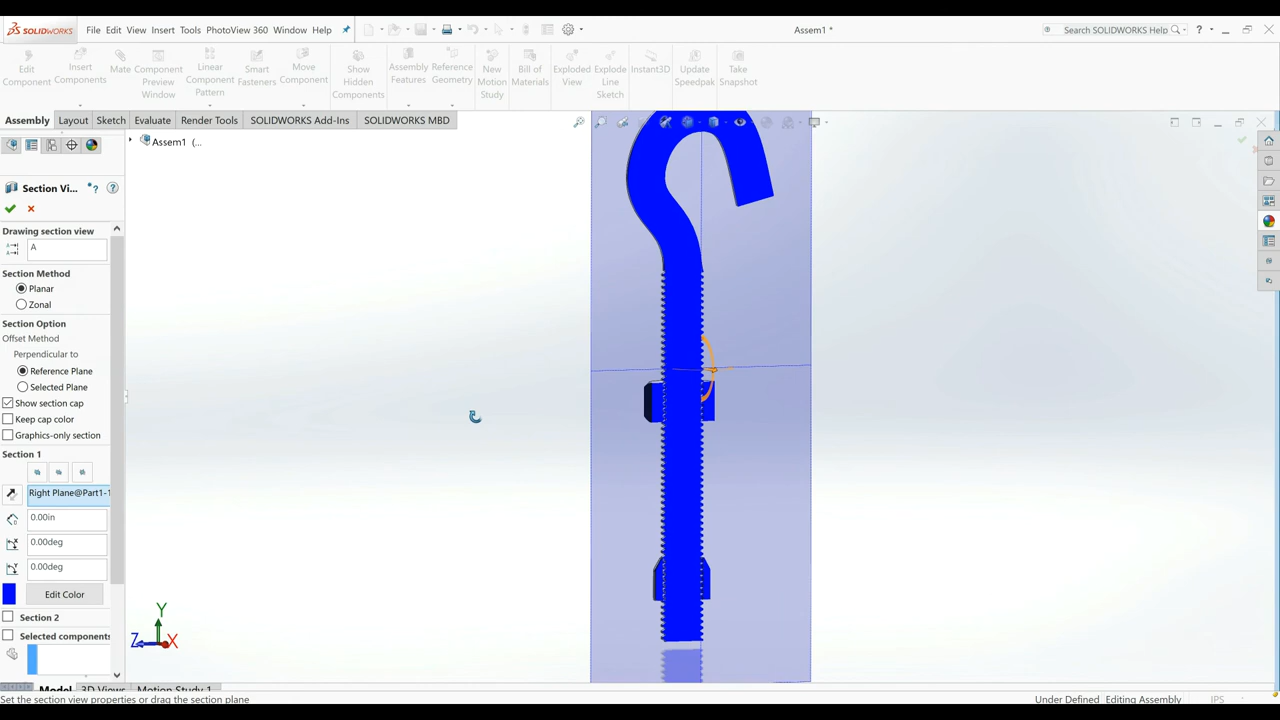 SOLIDWORKS File Edit View Insert Tools PhotoView 360 Window Help Assem1 * Search SOLIDWORKS Help
Edit Component
Insert Components
Mate
Component Preview Window
Linear Component Pattern
Smart Fasteners
Move Component
Show Hidden Components
Assembly Features
Reference Geometry
New Motion Study
Bill of Materials
Exploded View
Explode Line Sketch
Instant3D
Update Speedpak
Take Snapshot
Assembly Layout Sketch Evaluate Render Tools SOLIDWORKS Add-Ins SOLIDWORKS MBD
Assem1 (...
Section Vi...
Drawing section view
A
Section Method
Planar
Zonal
Section Option
Offset Method
Perpendicular to
Reference Plane
Selected Plane
Show section cap
Keep cap color
Graphics-only section
Section 1
Right Plane@Part1-1
0.00in
0.00deg
0.00deg
Edit Color
Section 2
Selected components
Y
Z X
Model 3D Views Motion Study 1
Set the section view properties or drag the section plane Under Defined Editing Assembly IPS